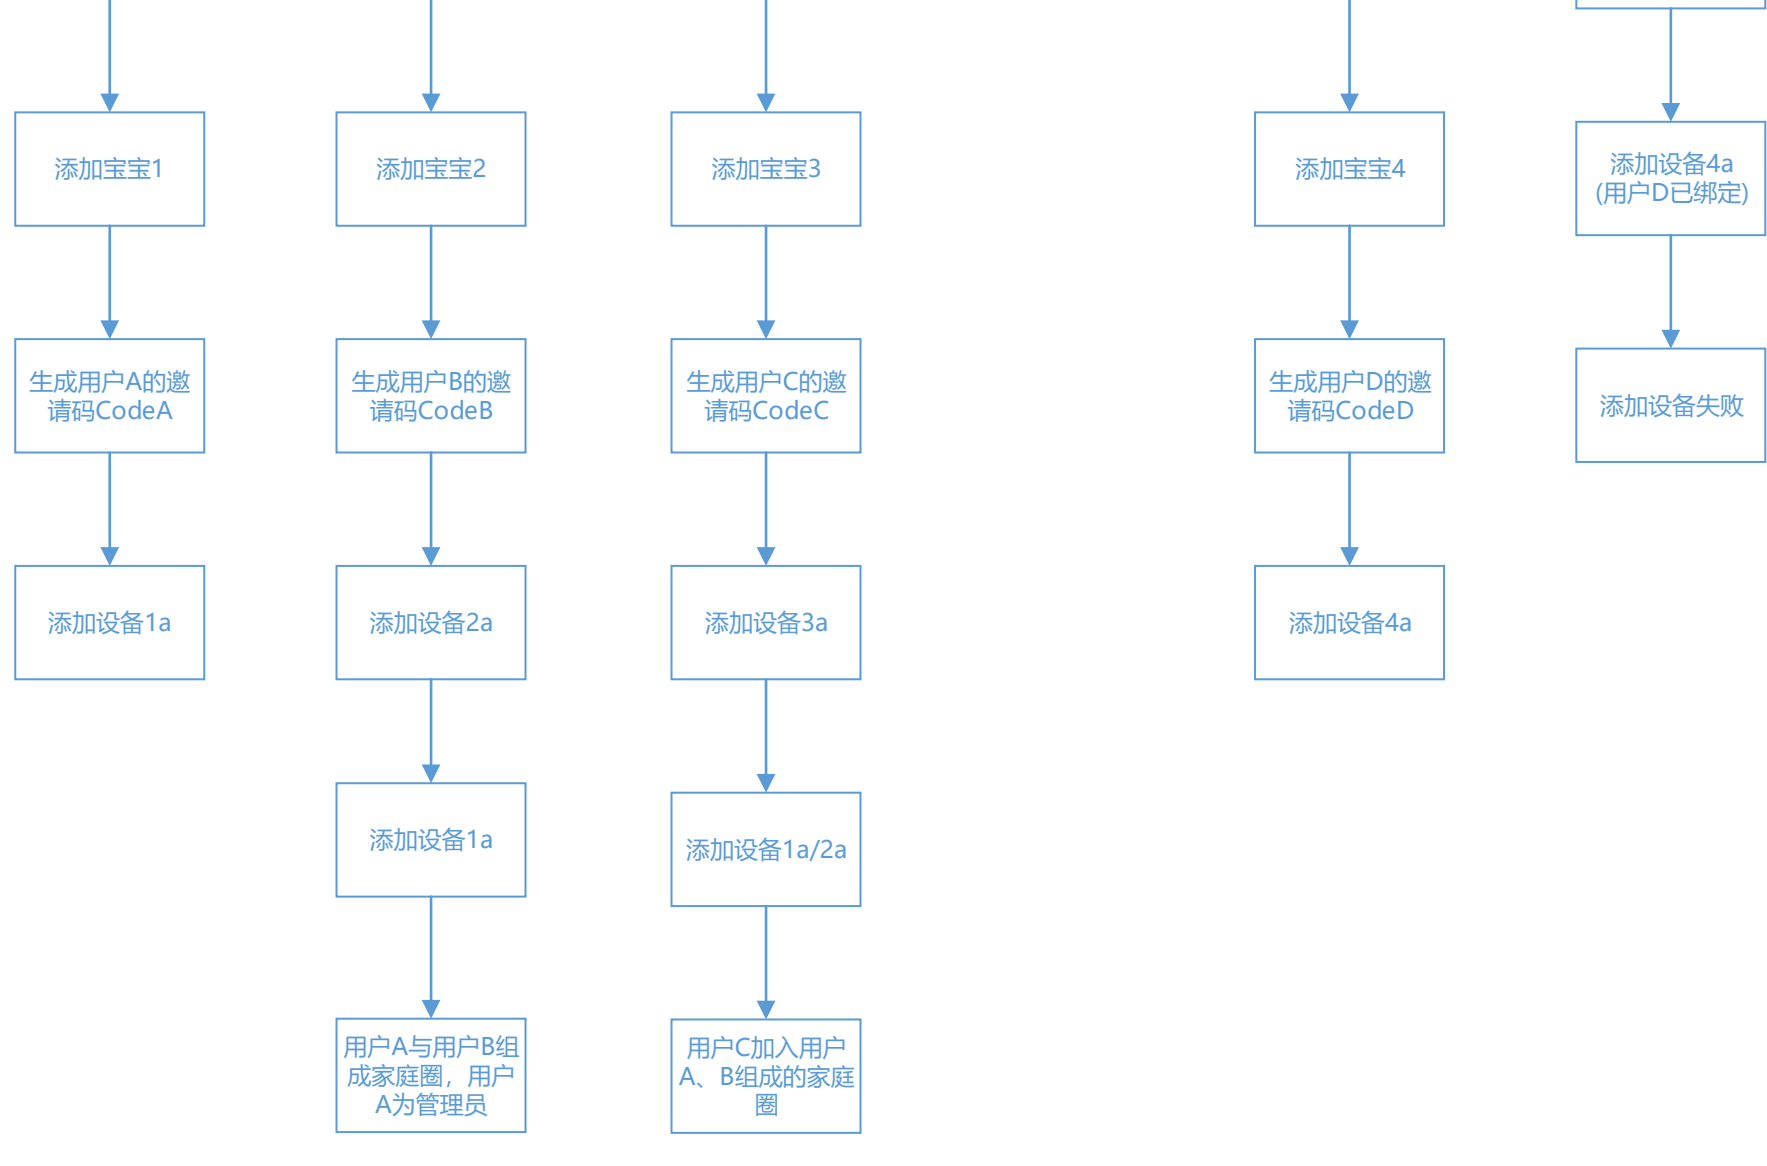 添加宝宝1
生成用户A的邀
请码CodeA
添加设备1a
添加宝宝2
生成用户B的邀
请码CodeB
添加设备2a
添加设备1a
用户A与用户B组
成家庭圈，用户
A为管理员
添加宝宝3
生成用户C的邀
请码CodeC
添加设备3a
添加设备1a/2a
用户C加入用户
A、B组成的家庭
圈
添加宝宝4
生成用户D的邀
请码CodeD
添加设备4a
添加设备4a
(用户D已绑定)
添加设备失败